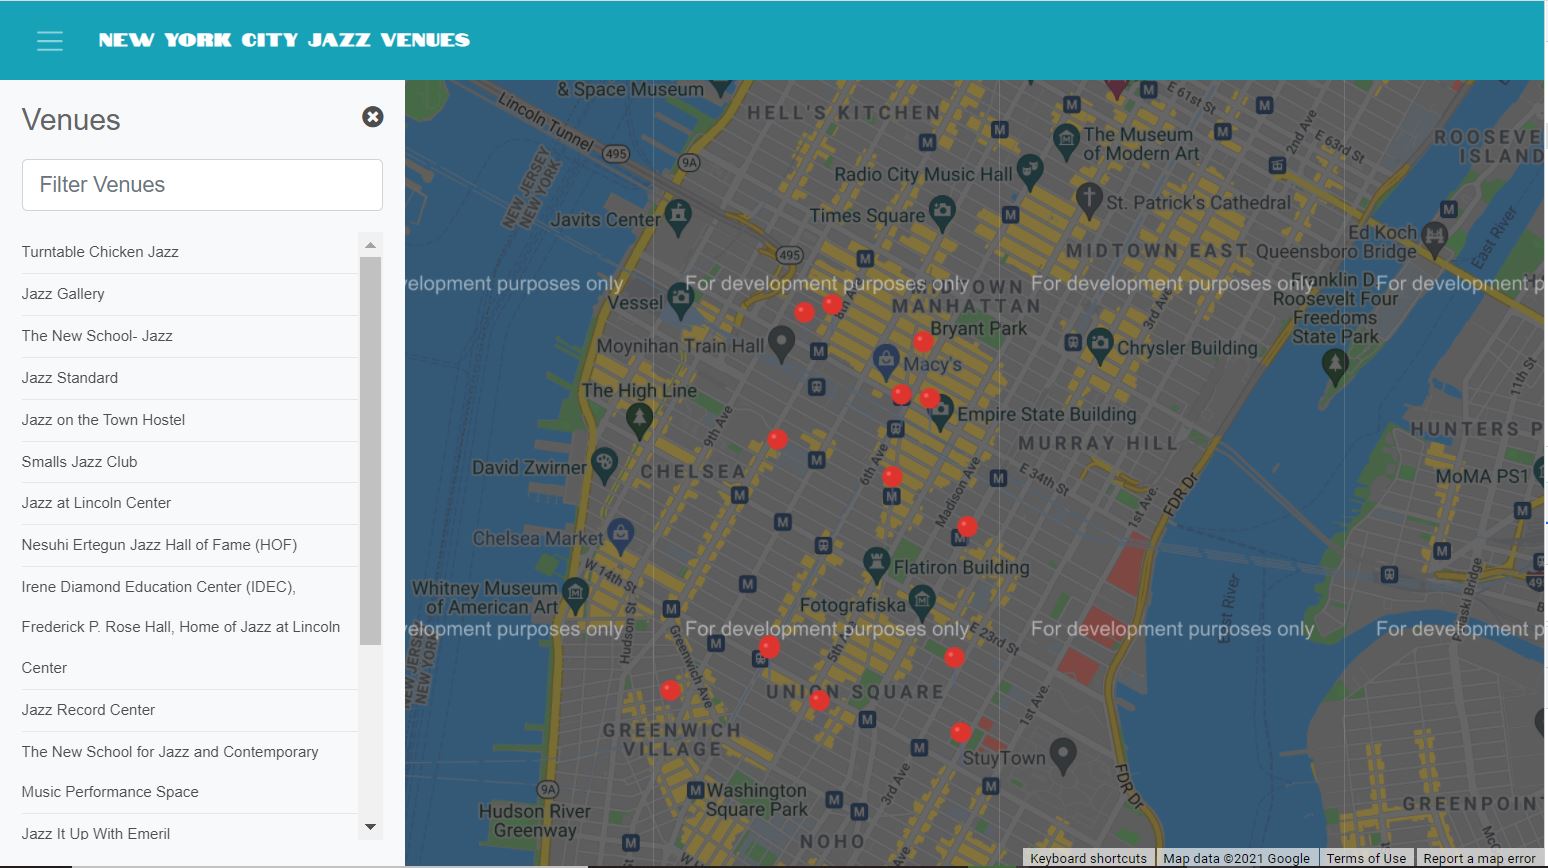 NEW YORK CITY JAZZ VENUES
Venues
Filter Venues
Turntable Chicken Jazz
Jazz Gallery
The New School- Jazz
Jazz Standard
Jazz on the Town Hostel
Smalls Jazz Club
Jazz at Lincoln Center
Nesuhi Ertegun Jazz Hall of Fame (HOF)
Irene Diamond Education Center (IDEC),
Frederick P. Rose Hall, Home of Jazz at Lincoln
Center
Jazz Record Center
The New School for Jazz and Contemporary
Music Performance Space
Jazz It Up With Emeril
& Space Museum
HELL'S KITCHEN
E 61st St
Lincoln Tunnel
495
9A
2nd Ave
E 63rd St
ROOSEVE
ISLAND
The Museum
of Modern Art
NEW JERSEY
NEW YORK
Radio City Music Hall
St. Patrick's Cathedral
Javits Center
Times Square
Ed Koch
Queensboro Bridge
East River
495
MIDTOWN EAST
velopment purposes only
For development purposes only
For development purposes only
For development p
MIDTOWN
MANHATTAN
8th Ave
3rd Ave
Franklin D.
Roosevelt Four
Freedoms
State Park
Vessel
Bryant Park
Moynihan Train Hall
Macy's
Chrysler Building
11th St
The High Line
9th Ave
Empire State Building
MURRAY HILL
HUNTERS P
David Zwirner
CHELSEA
6th Ave
Madison Ave
E 34th St
FDR Dr
1st Ave
MoMA PS1
Chelsea Market
W 14th St
Flatiron Building
Whitney Museum
of American Art
Fotografiska
East River
Pulaski Bridge
velopment purposes only
For development purposes only
For development purposes only
For development p
Hudson St
Greenwich Ave
5th Ave
E 23rd St
NEW JERSEY
NEW YORK
UNION SQUARE
1st Ave
GREENWICH
VILLAGE
StuyTown
3rd Ave
FDR Dr
9A
Washington
Square Park
Hudson River
Greenway
NOHO
GREENPOINT
W Houston St
Keyboard shortcuts
Map data ©2021 Google
Terms of Use
Report a map error